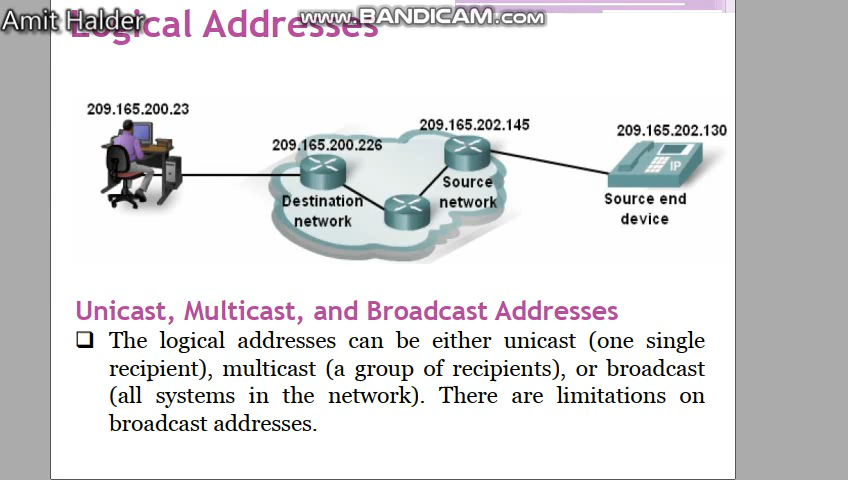 Amit Halder
www.BANDICAM.com
Logical Addresses
209.165.200.23
209.165.200.226
209.165.202.145
209.165.202.130
IP
Destination
network
Source
network
Source end
device
Unicast, Multicast, and Broadcast Addresses
The logical addresses can be either unicast (one single
recipient), multicast (a group of recipients), or broadcast
(all systems in the network). There are limitations on
broadcast addresses.